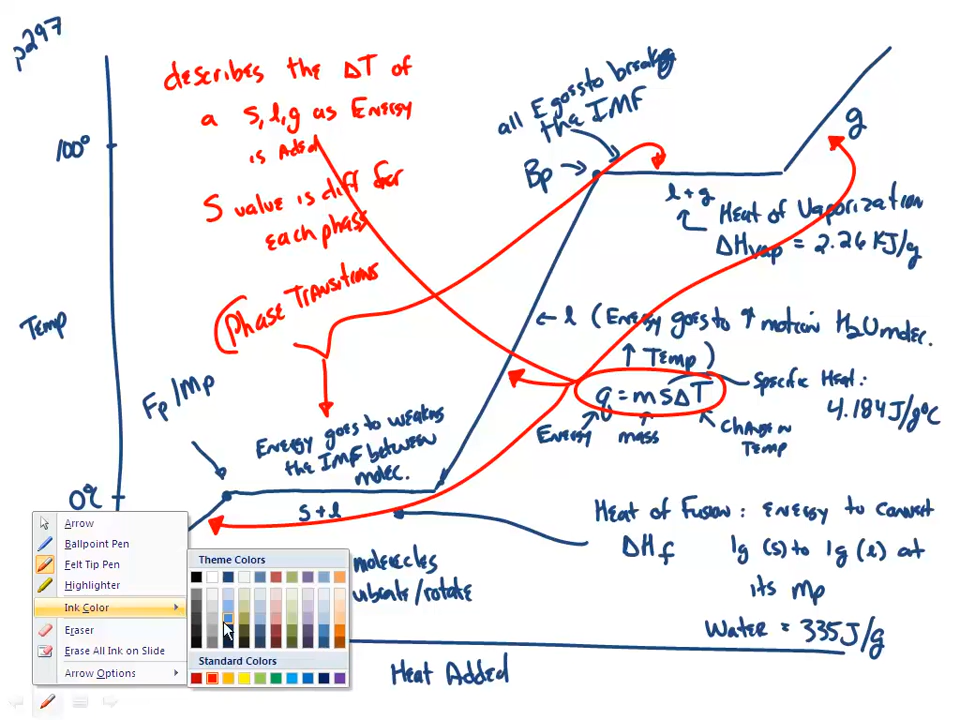 p297
describes the ΔT of
a s,l,g as Energy
is Added
S value is diff for
each phase
Phase Transitions
all E goes to breaking
the IMF
Bp
g
100°
l + g
Heat of Vaporization
ΔHvap = 2.26 KJ/g
Temp
l (Energy goes to ↑ motion H2O molec.
↑ Temp)
q = m s Δ T
Specific Heat:
4.184 J/g°C
Energy
mass
Change in
Temp
Fp/Mp
Energy goes to weaken
the IMF between
molec.
0°C
s + l
Heat of Fusion: Energy to convert
ΔHf
1g (s) to 1g (l) at
its mp
Water = 335 J/g
molecules
vibrate/rotate
Heat Added
Arrow
Ballpoint Pen
Felt Tip Pen
Highlighter
Ink Color
Eraser
Erase All Ink on Slide
Arrow Options
Theme Colors
Standard Colors